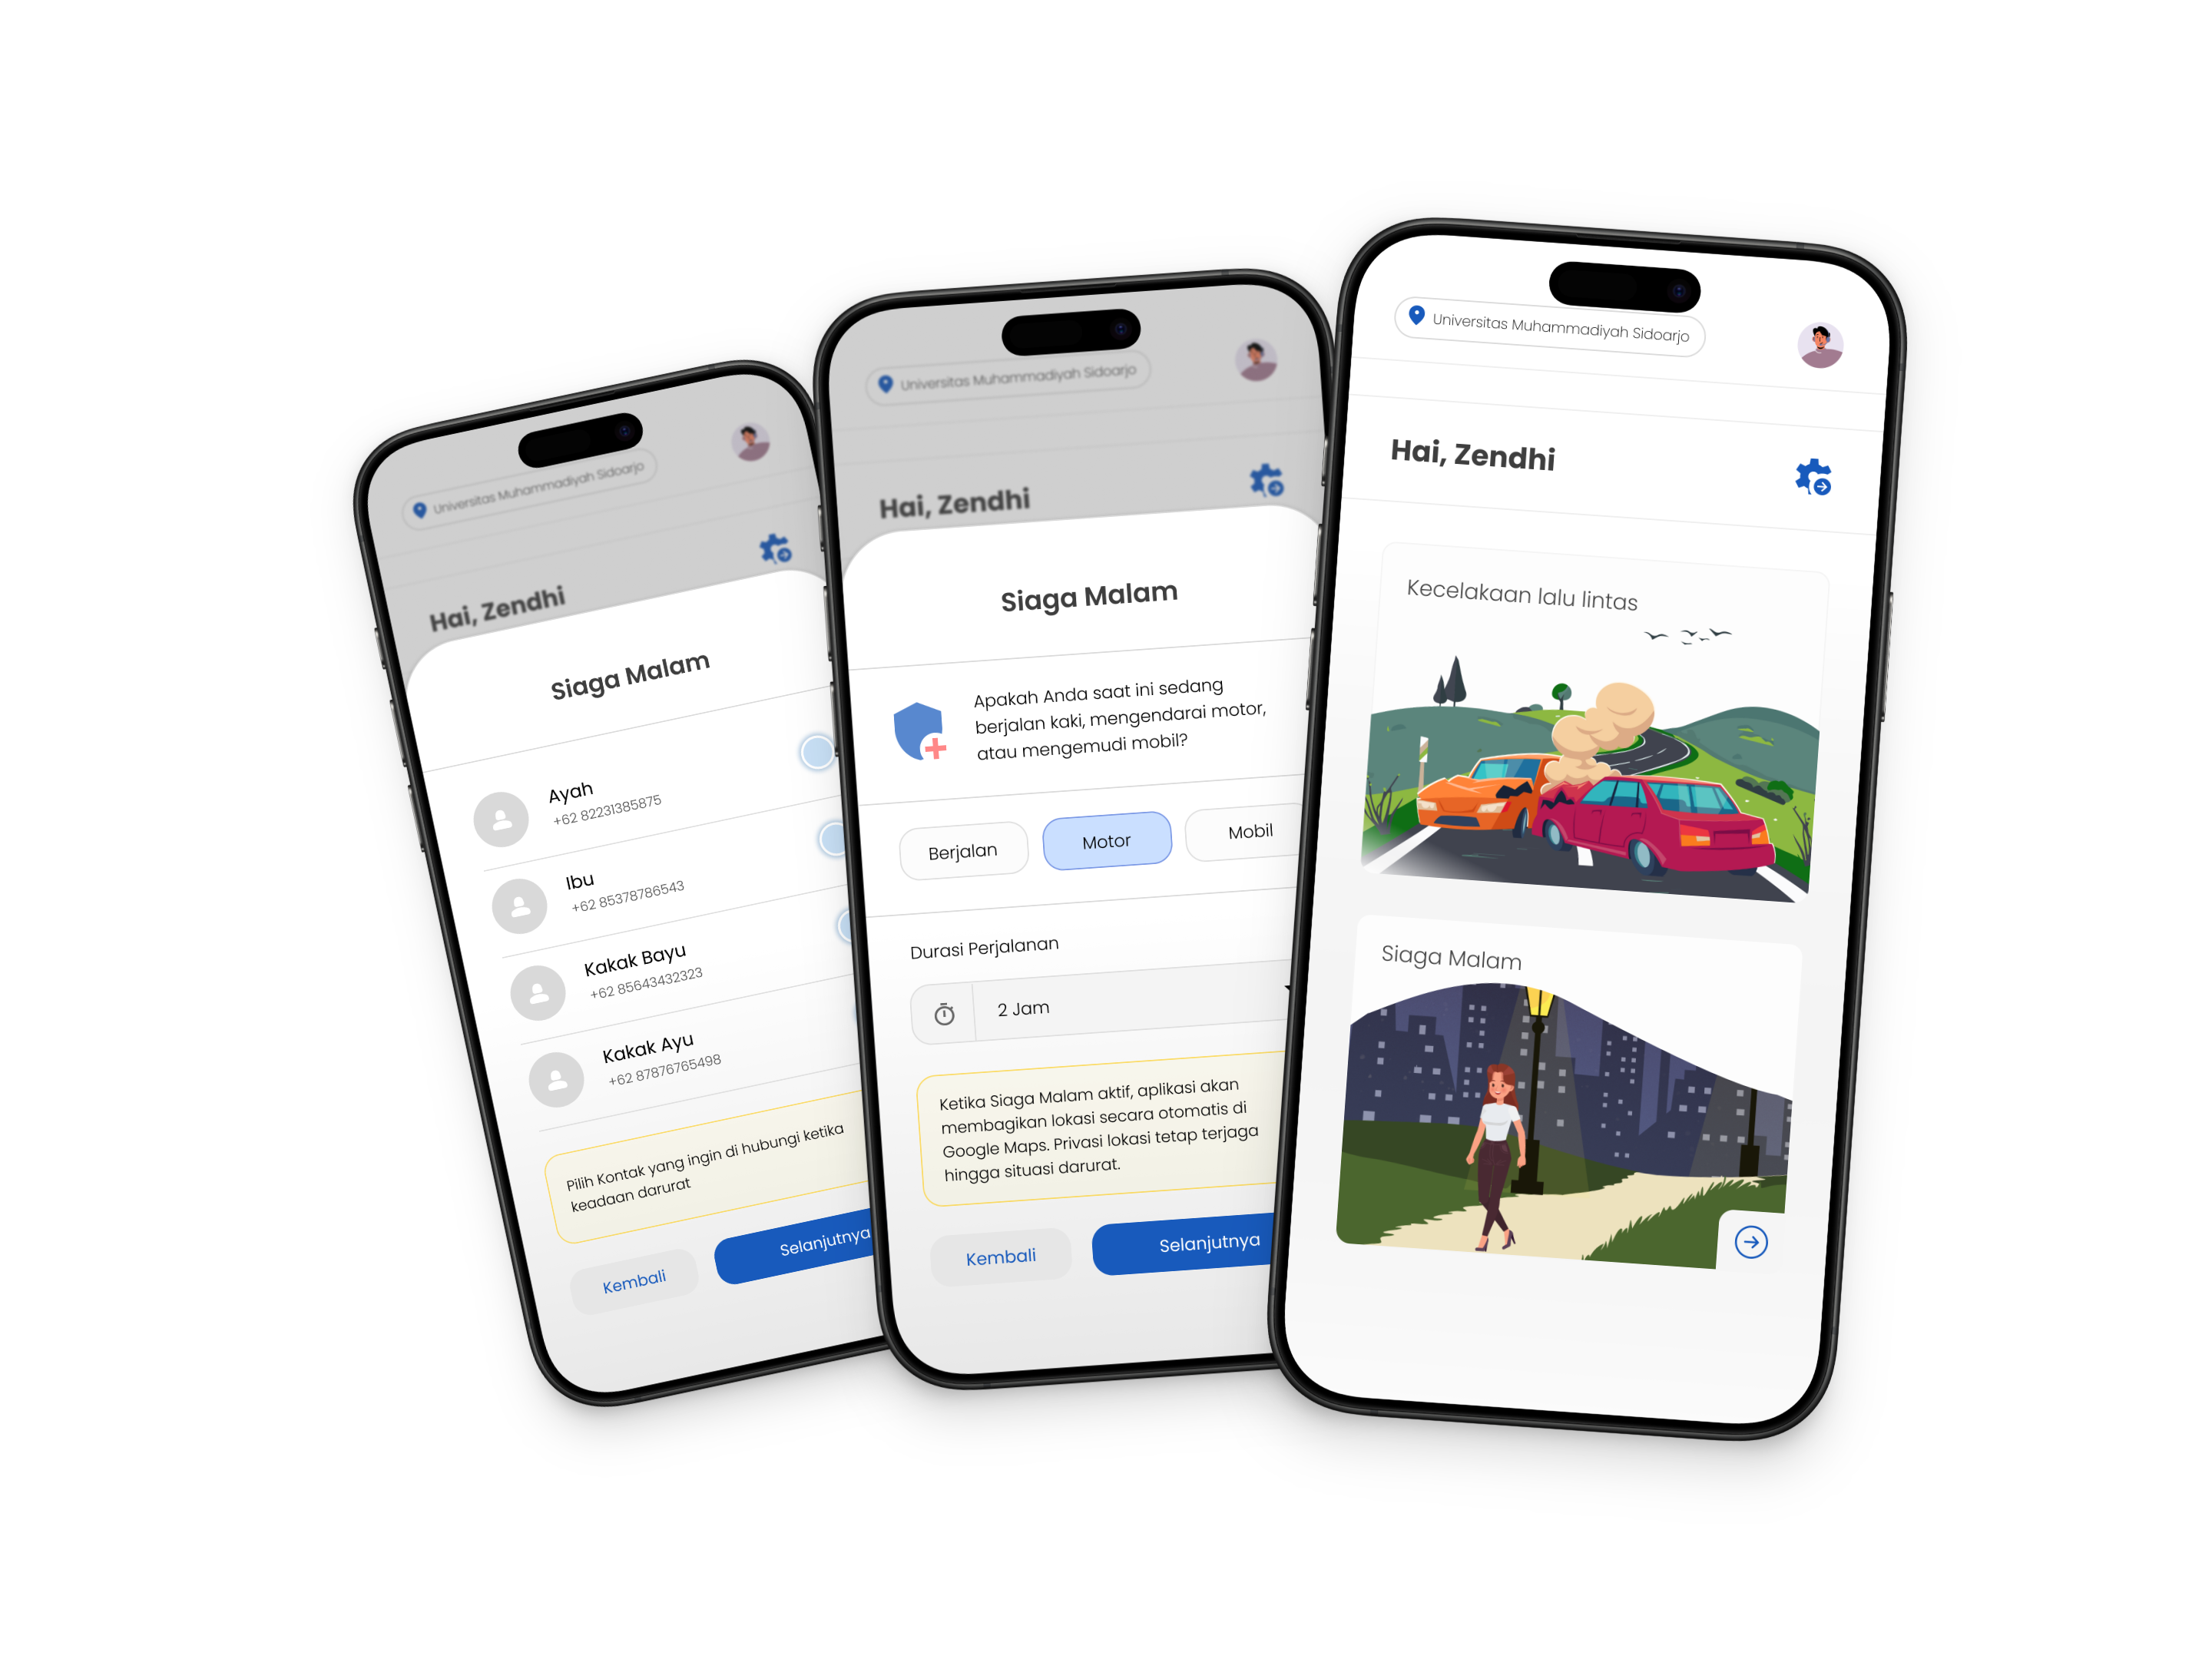 Universitas Muhammadiyah Sidoarjo
Hai, Zendhi
Siaga Malam
Ayah
+62 82231385875
Ibu
+62 85378786543
Kakak Bayu
+62 85643432323
Kakak Ayu
+62 87876765498
Pilih Kontak yang ingin di hubungi ketika
keadaan darurat
Kembali
Selanjutnya
Universitas Muhammadiyah Sidoarjo
Hai, Zendhi
Siaga Malam
Apakah Anda saat ini sedang
berjalan kaki, mengendarai motor,
atau mengemudi mobil?
Berjalan
Motor
Mobil
Durasi Perjalanan
2 Jam
Ketika Siaga Malam aktif, aplikasi akan
membagikan lokasi secara otomatis di
Google Maps. Privasi lokasi tetap terjaga
hingga situasi darurat.
Kembali
Selanjutnya
Universitas Muhammadiyah Sidoarjo
Hai, Zendhi
Kecelakaan lalu lintas
Siaga Malam